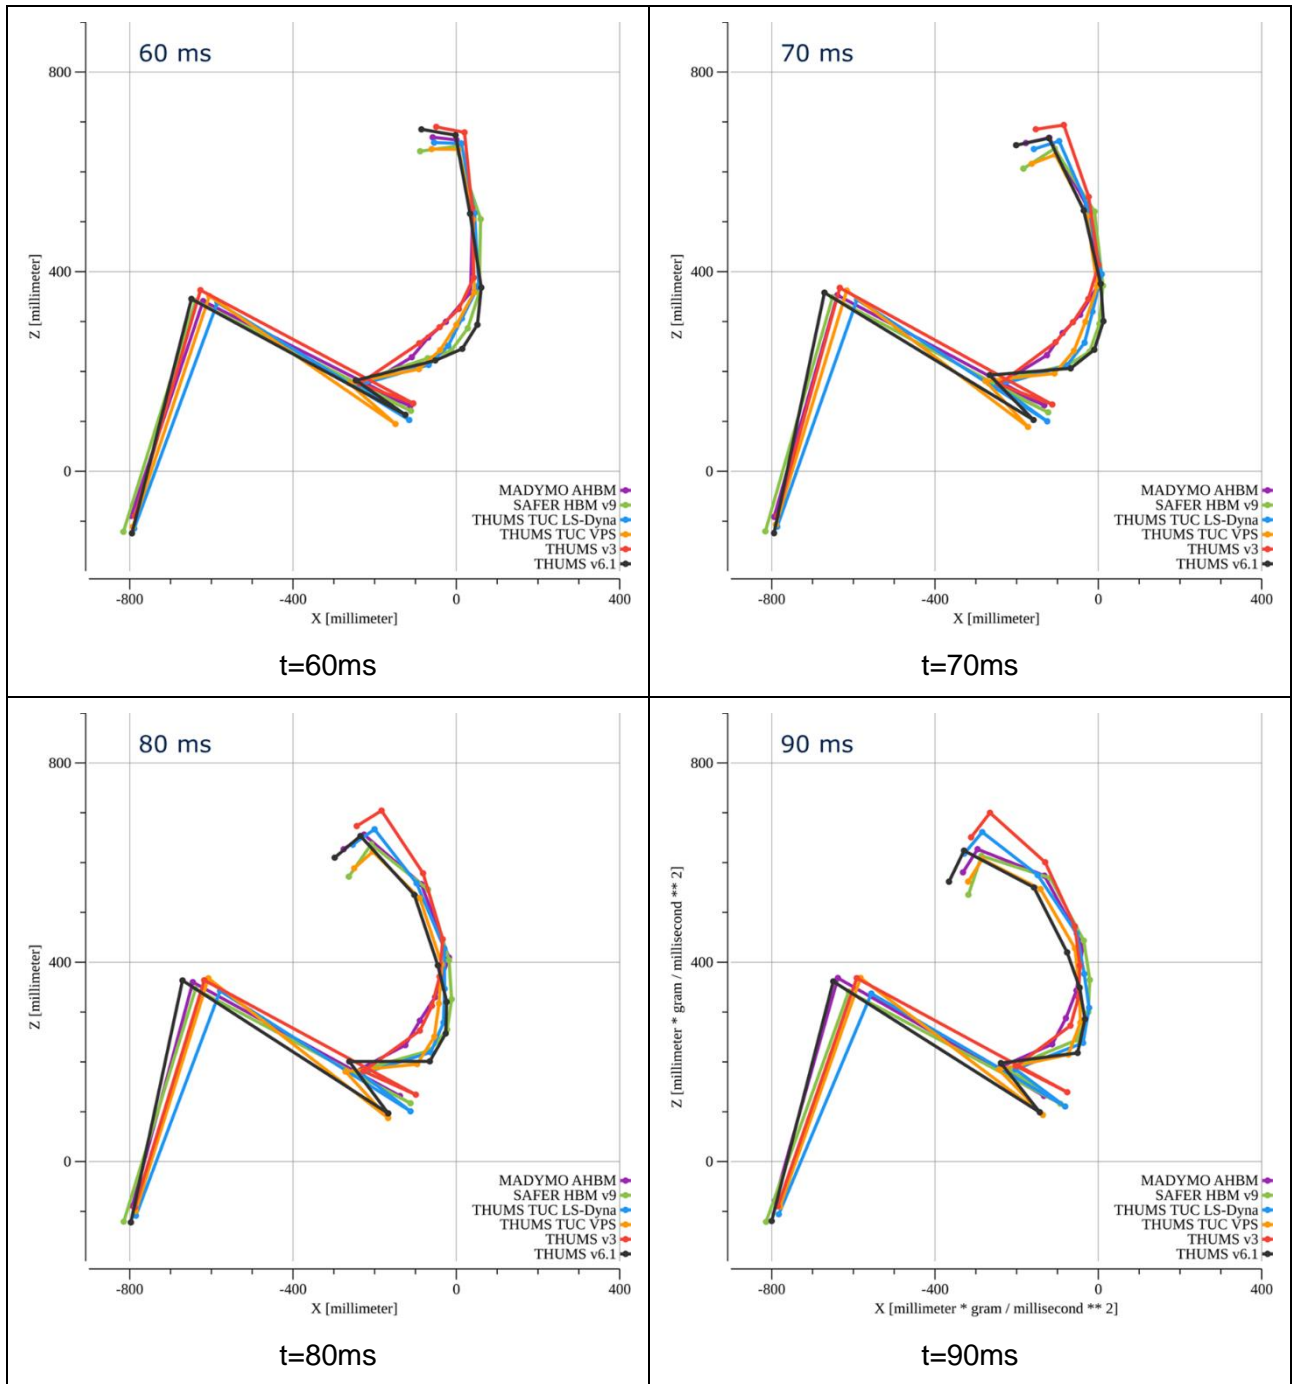 60 ms
800
400
0
Z [millimeter]
MADYMO AHBM
SAFER HBM v9
THUMS TUC LS-Dyna
THUMS TUC VPS
THUMS v3
THUMS v6.1
-800 -400 0 400
X [millimeter]
t=60ms
70 ms
800
400
0
Z [millimeter]
MADYMO AHBM
SAFER HBM v9
THUMS TUC LS-Dyna
THUMS TUC VPS
THUMS v3
THUMS v6.1
-800 -400 0 400
X [millimeter]
t=70ms
80 ms
800
400
0
Z [millimeter]
MADYMO AHBM
SAFER HBM v9
THUMS TUC LS-Dyna
THUMS TUC VPS
THUMS v3
THUMS v6.1
-800 -400 0 400
X [millimeter]
t=80ms
90 ms
800
400
0
Z [millimeter * gram / millisecond ** 2]
MADYMO AHBM
SAFER HBM v9
THUMS TUC LS-Dyna
THUMS TUC VPS
THUMS v3
THUMS v6.1
-800 -400 0 400
X [millimeter * gram / millisecond ** 2]
t=90ms